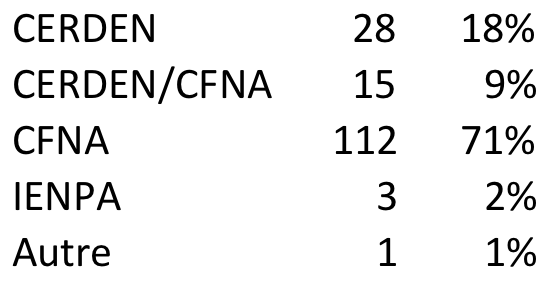 CERDEN 28 18%
CERDEN/CFNA 15 9%
CFNA 112 71%
IENPA 3 2%
Autre 1 1%